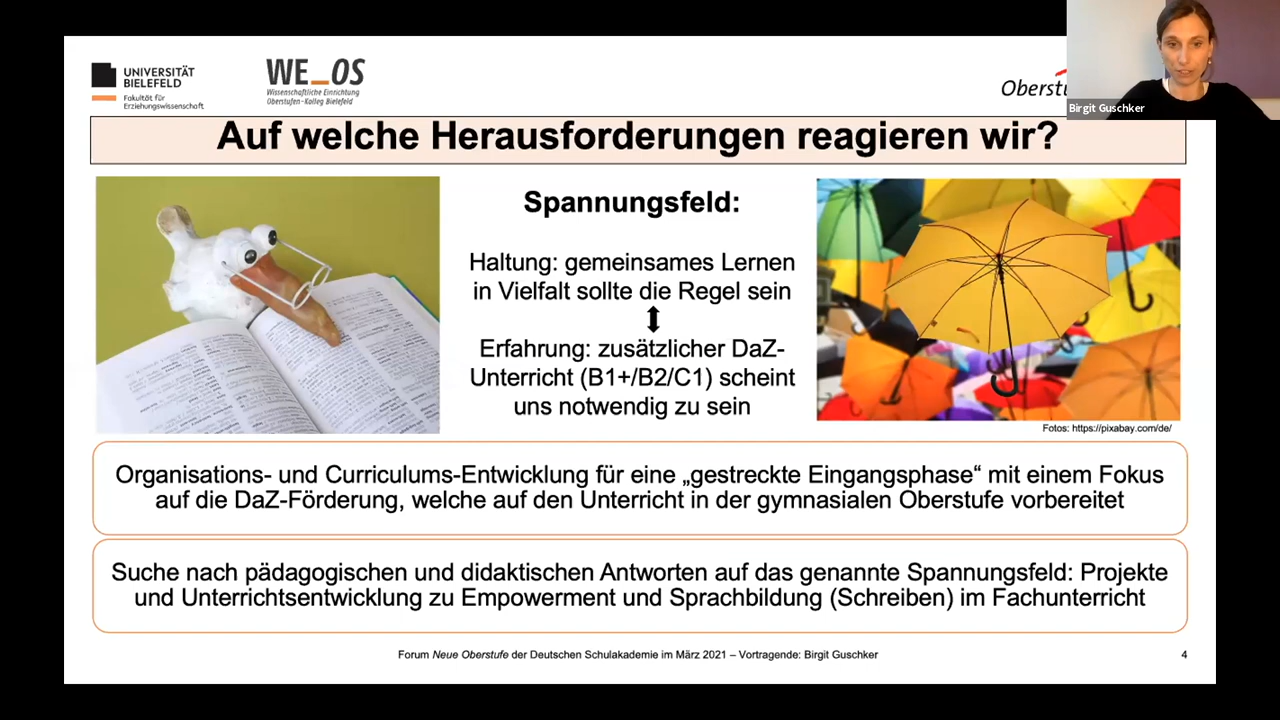 UNIVERSITÄT
BIELEFELD
Fakultät für
Erziehungswissenschaft
WE_OS
Wissenschaftliche Einrichtung
Oberstufen-Kolleg Bielefeld
Birgit Guschker
Auf welche Herausforderungen reagieren wir?
Spannungsfeld:
Haltung: gemeinsames Lernen
in Vielfalt sollte die Regel sein
Erfahrung: zusätzlicher DaZ-
Unterricht (B1+/B2/C1) scheint
uns notwendig zu sein
Fotos: https://pixabay.com/de/
Organisations- und Curriculums-Entwicklung für eine „gestreckte Eingangsphase“ mit einem Fokus
auf die DaZ-Förderung, welche auf den Unterricht in der gymnasialen Oberstufe vorbereitet
Suche nach pädagogischen und didaktischen Antworten auf das genannte Spannungsfeld: Projekte
und Unterrichtsentwicklung zu Empowerment und Sprachbildung (Schreiben) im Fachunterricht
Forum Neue Oberstufe der Deutschen Schulakademie im März 2021 – Vortragende: Birgit Guschker
4